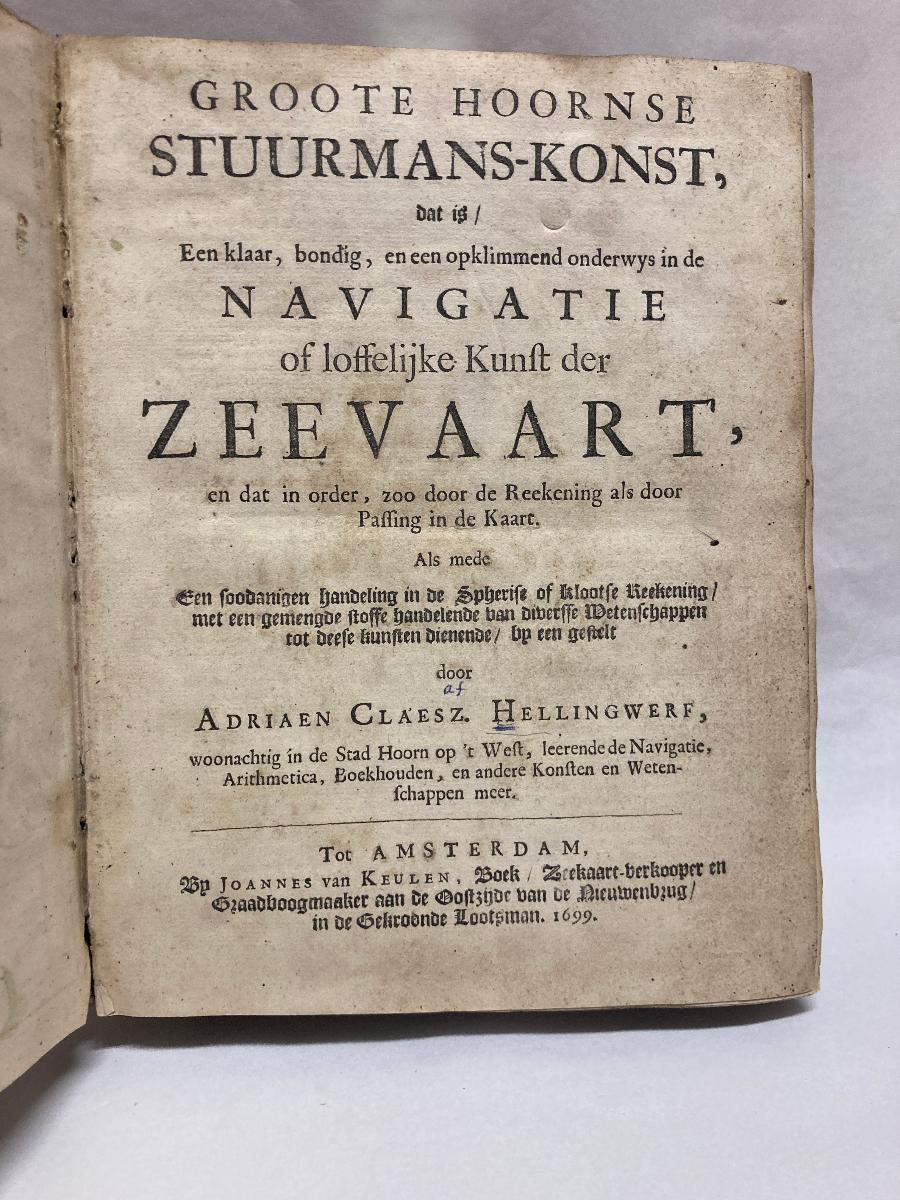 GROOTE HOORNSE
STUURMANS-KONST,
dat is /
Een klaar, bondig, en een opklimmend onderwys in de
NAVIGATIE
of loffelijke Kunſt der
ZEEVAART,
en dat in order, zoo door de Reekening als door
Paſſing in de Kaart.
Als mede
Een ſoodanigen handeling in de Spheriſe of Klootſe Reekening /
met een gemengde ſtoffe handelende van diverſſe Wetenſchappen
tot deeſe kunſten dienende / by een geſtelt
door
af
ADRIAEN CLAESZ. HELLINGWERF,
woonachtig in de Stad Hoorn op 't Weſt, leerende de Navigatie,
Arithmetica, Boekhouden, en andere Konſten en Weten-
ſchappen meer.
Tot AMSTERDAM,
By JOANNES van KEULEN, Boek / Zeekaart-verkooper en
Graadboogmaaker aan de Ooſtzijde van de Nieuwenbrug /
in de Gekroonde Lootsman. 1699.